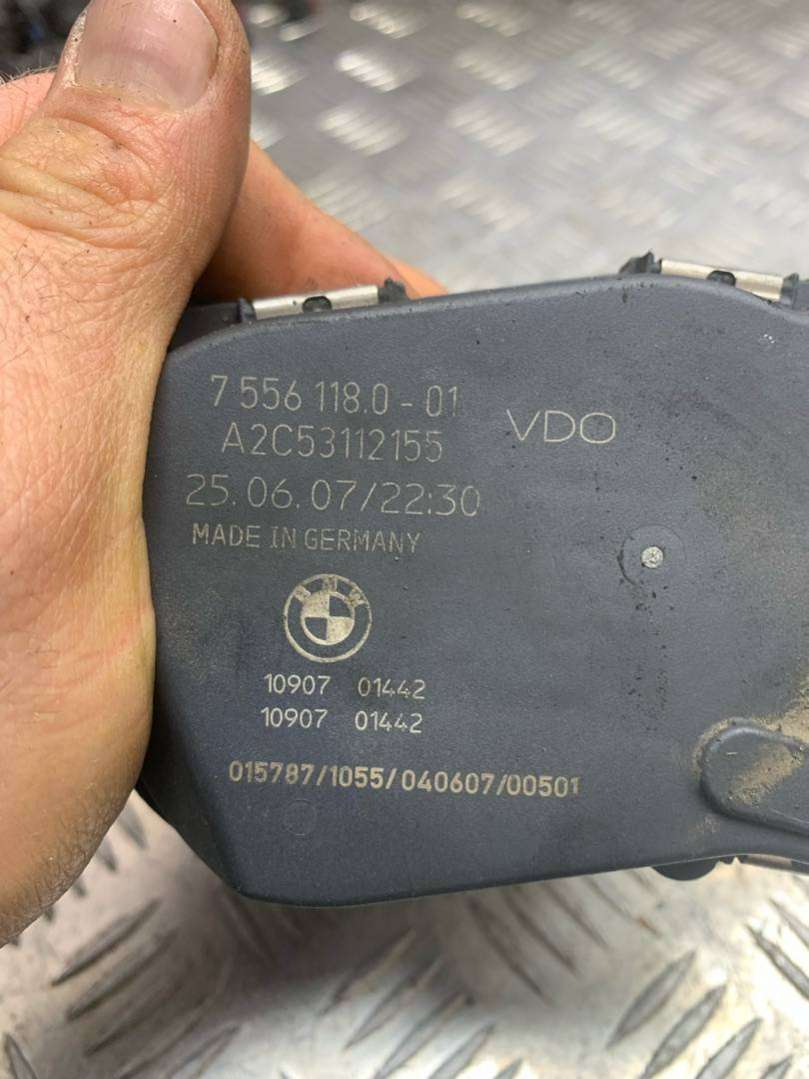 7 556 118.0 - 01
VDO
A2C53112155
25.06.07/22:30
MADE IN GERMANY
BMW
10907 01442
10907 01442
015787/1055/040607/00501